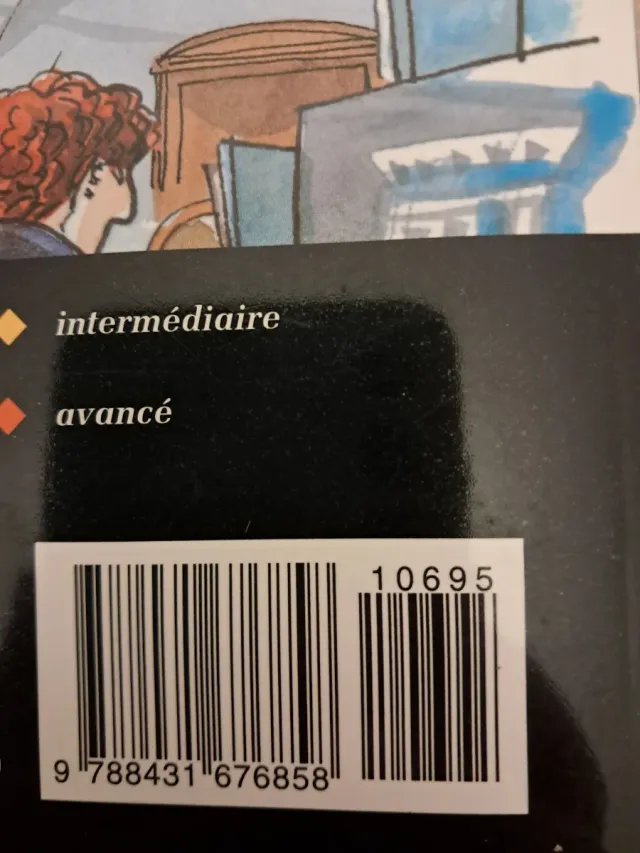 intermédiaire
avancé
10695
9 788431 676858